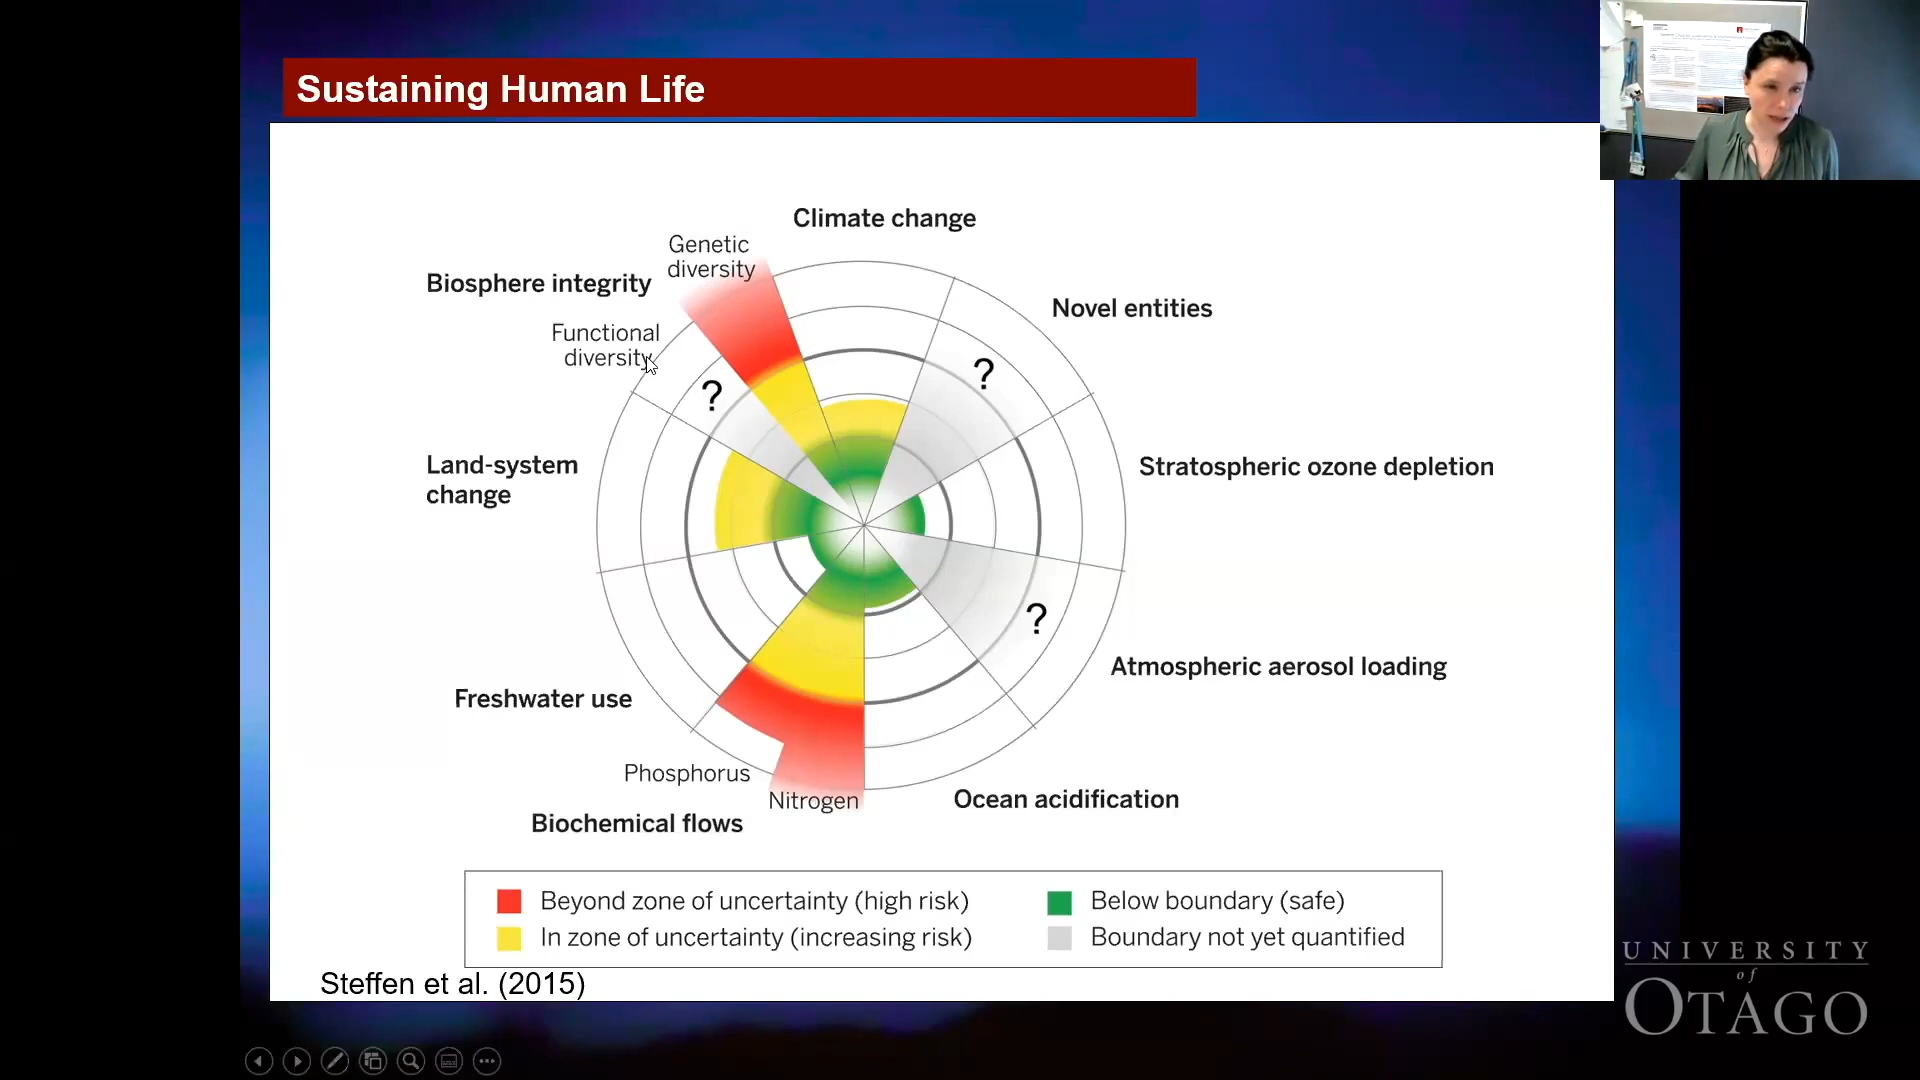 Sustaining Human Life
Climate change
Genetic
diversity
Biosphere integrity
Novel entities
Functional
diversity
?
?
Land-system
change
Stratospheric ozone depletion
?
Atmospheric aerosol loading
Freshwater use
Phosphorus
Nitrogen
Ocean acidification
Biochemical flows
Beyond zone of uncertainty (high risk)
Below boundary (safe)
In zone of uncertainty (increasing risk)
Boundary not yet quantified
Steffen et al. (2015)
UNIVERSITY
of
OTAGO